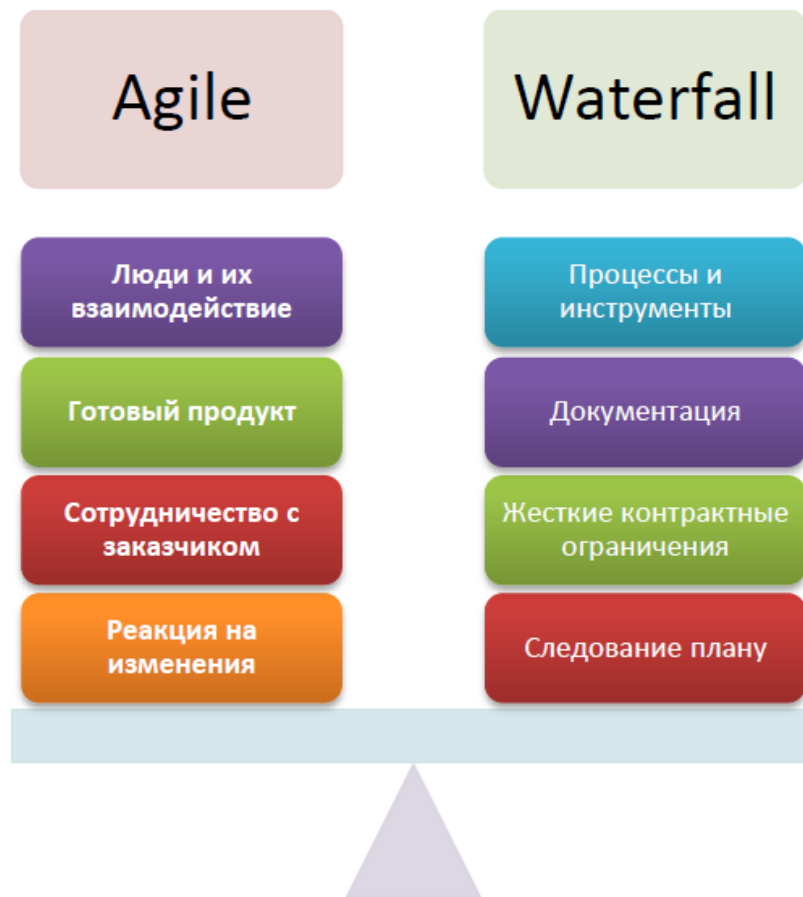 Agile
Waterfall
Люди и их
взаимодействие
Процессы и
инструменты
Готовый продукт
Документация
Сотрудничество с
заказчиком
Жесткие контрактные
ограничения
Реакция на
изменения
Следование плану